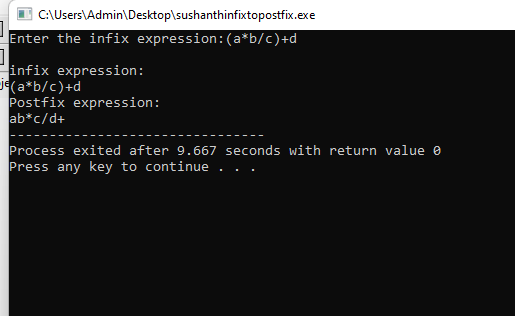 C:\Users\Admin\Desktop\sushanthinfixtopostfix.exe
Enter the infix expression:(a*b/c)+d
infix expression:
(a*b/c)+d
Postfix expression:
ab*c/d+
--------------------------------
Process exited after 9.667 seconds with return value 0
Press any key to continue . . .